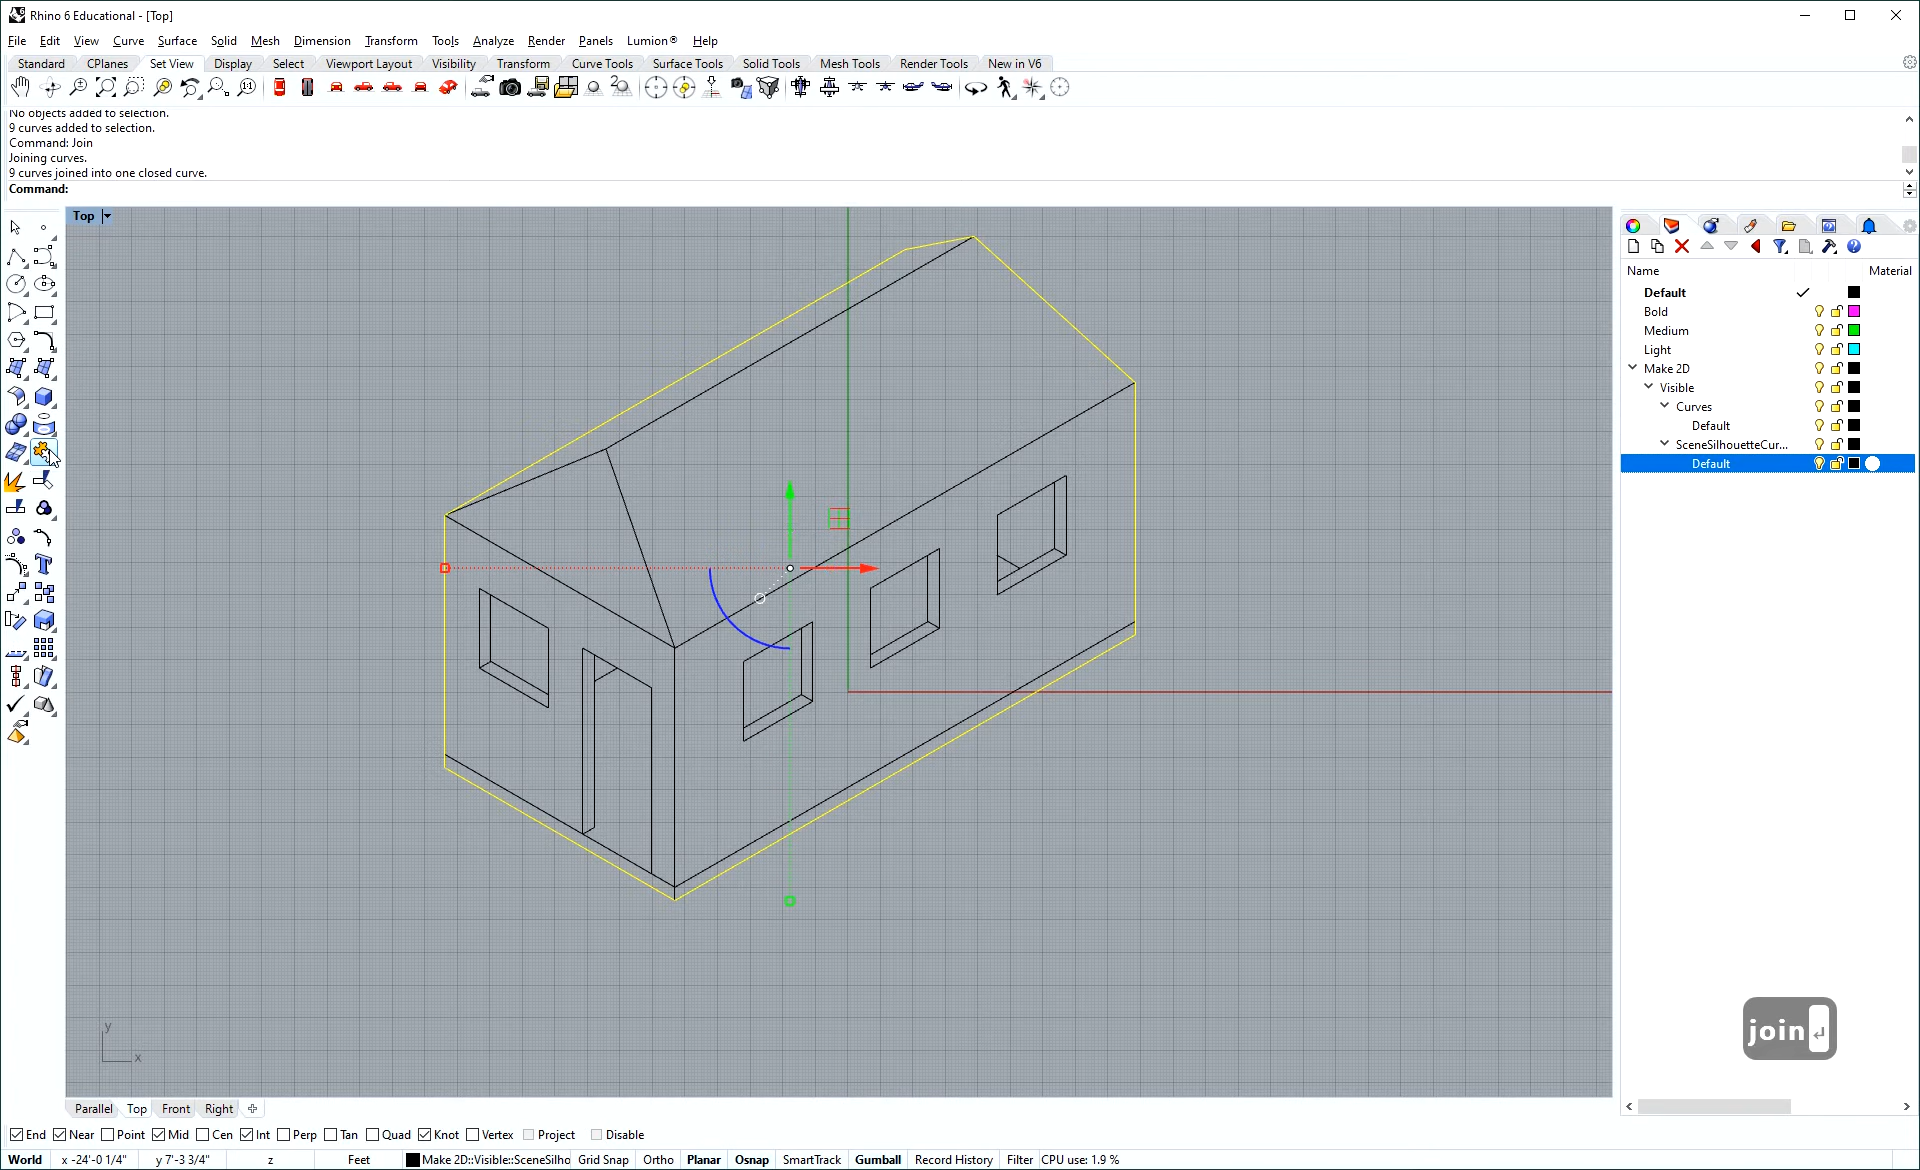 Rhino 6 Educational - [Top]
File Edit View Curve Surface Solid Mesh Dimension Transform Tools Analyze Render Panels Lumion® Help
Standard CPlanes Set View Display Select Viewport Layout Visibility Transform Curve Tools Surface Tools Solid Tools Mesh Tools Render Tools New in V6
No objects added to selection.
9 curves added to selection.
Command: Join
Joining curves.
9 curves joined into one closed curve.
Command:
Top
Name Material
Default
Bold
Medium
Light
Make 2D
Visible
Curves
Default
SceneSilhouetteCur...
Default
y
x
join
Parallel Top Front Right
End Near Point Mid Cen Int Perp Tan Quad Knot Vertex Project Disable
World x -24'-0 1/4" y 7'-3 3/4" z Feet Make 2D::Visible::SceneSilho Grid Snap Ortho Planar Osnap SmartTrack Gumball Record History Filter CPU use: 1.9 %